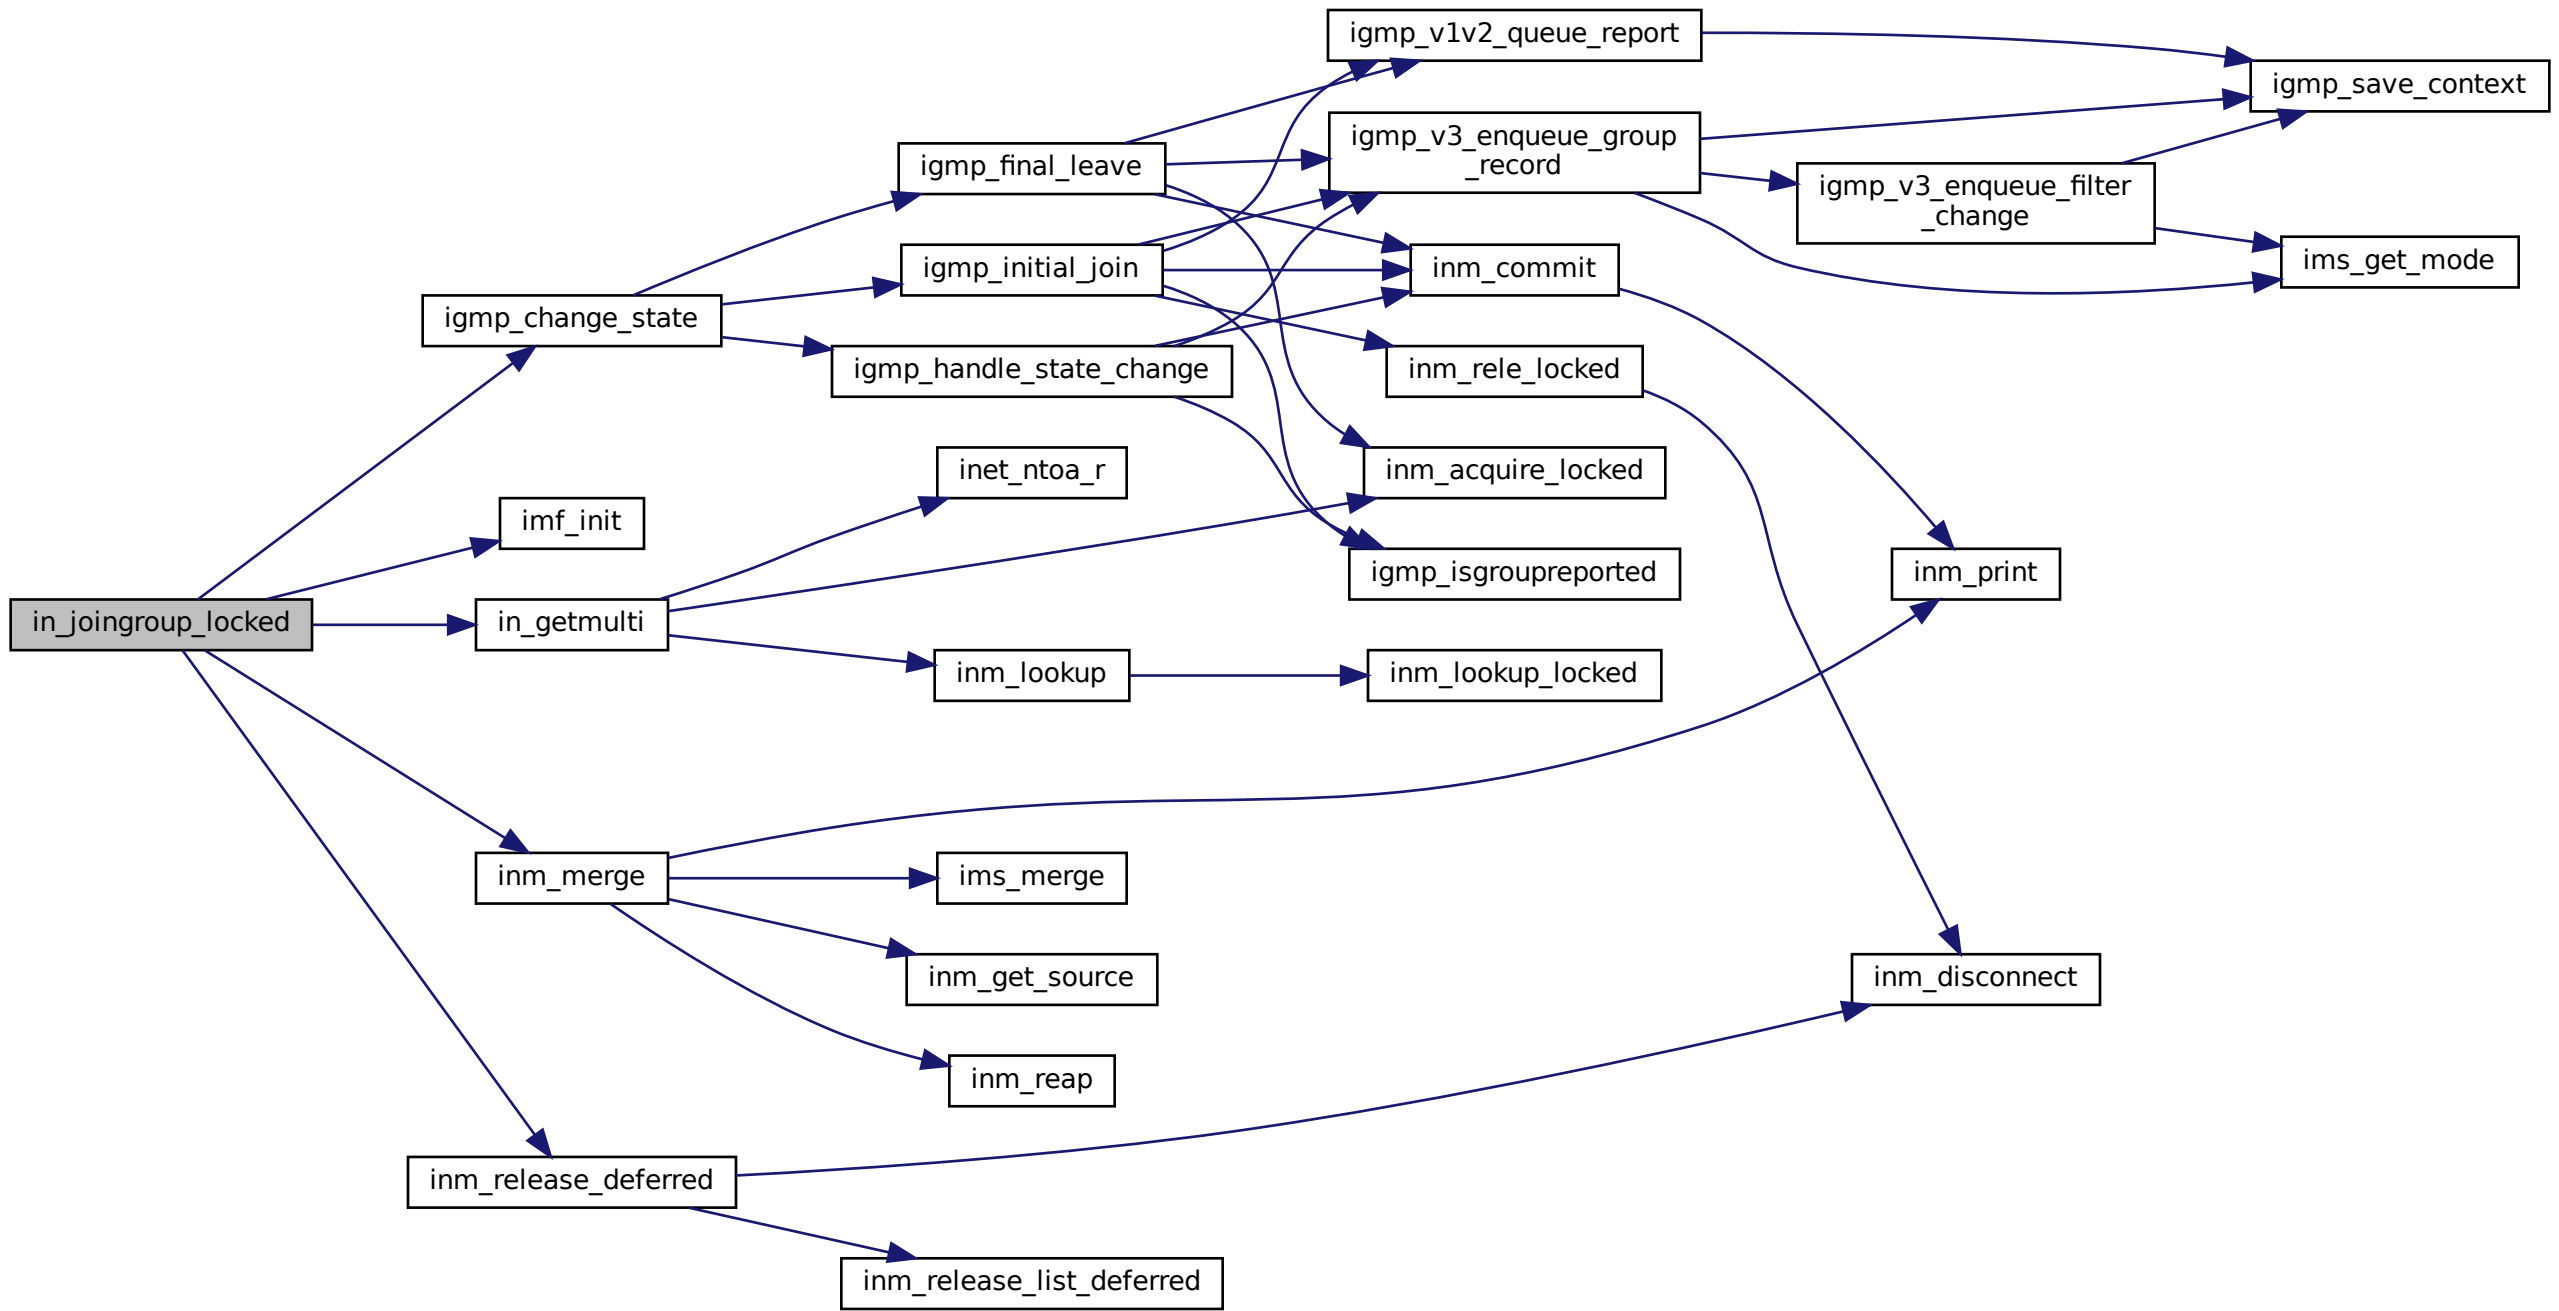 igmp_v1v2_queue_report
igmp_save_context
igmp_v3_enqueue_group
_record
igmp_final_leave
igmp_v3_enqueue_filter
_change
igmp_initial_join
inm_commit
ims_get_mode
igmp_change_state
igmp_handle_state_change
inm_rele_locked
inet_ntoa_r
inm_acquire_locked
imf_init
igmp_isgroupreported
inm_print
in_joingroup_locked
in_getmulti
inm_lookup
inm_lookup_locked
inm_merge
ims_merge
inm_get_source
inm_disconnect
inm_reap
inm_release_deferred
inm_release_list_deferred